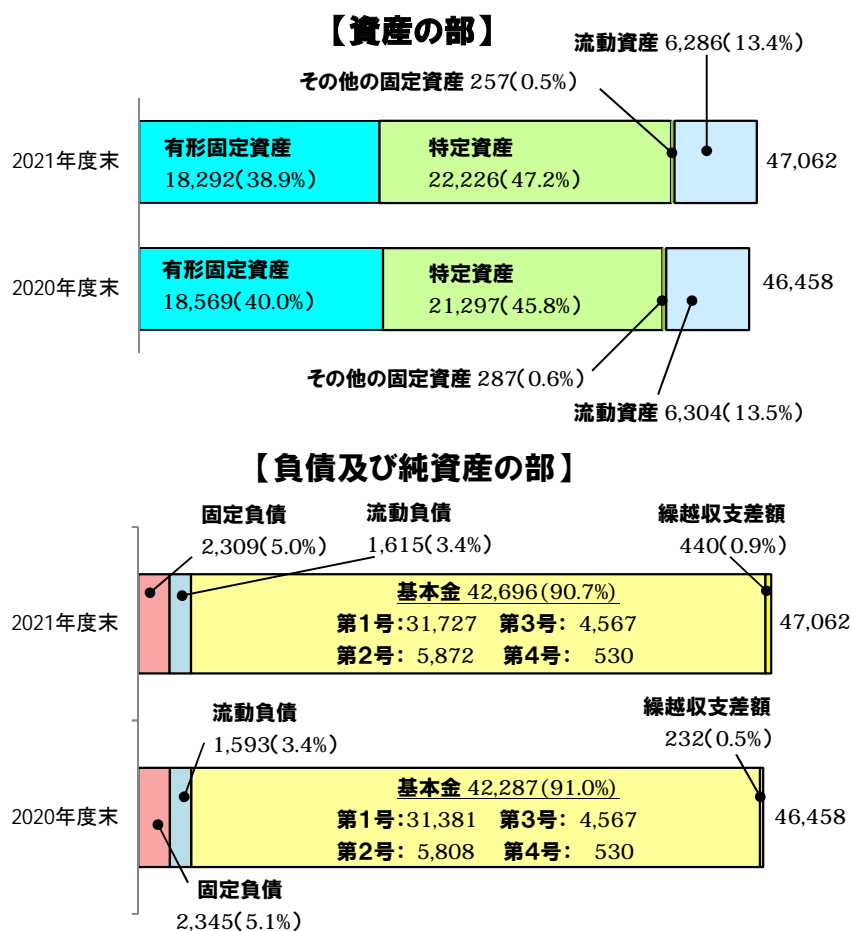 【資産の部】
流動資産 6,286(13.4%)
その他の固定資産 257(0.5%)
2021年度末
有形固定資産
18,292(38.9%)
特定資産
22,226(47.2%)
47,062
2020年度末
有形固定資産
18,569(40.0%)
特定資産
21,297(45.8%)
46,458
その他の固定資産 287(0.6%)
流動資産 6,304(13.5%)
【負債及び純資産の部】
固定負債
2,309(5.0%)
流動負債
1,615(3.4%)
繰越収支差額
440(0.9%)
2021年度末
基本金 42,696(90.7%)
第1号:31,727 第3号: 4,567
第2号: 5,872 第4号: 530
47,062
流動負債
1,593(3.4%)
繰越収支差額
232(0.5%)
2020年度末
基本金 42,287(91.0%)
第1号:31,381 第3号: 4,567
第2号: 5,808 第4号: 530
46,458
固定負債
2,345(5.1%)